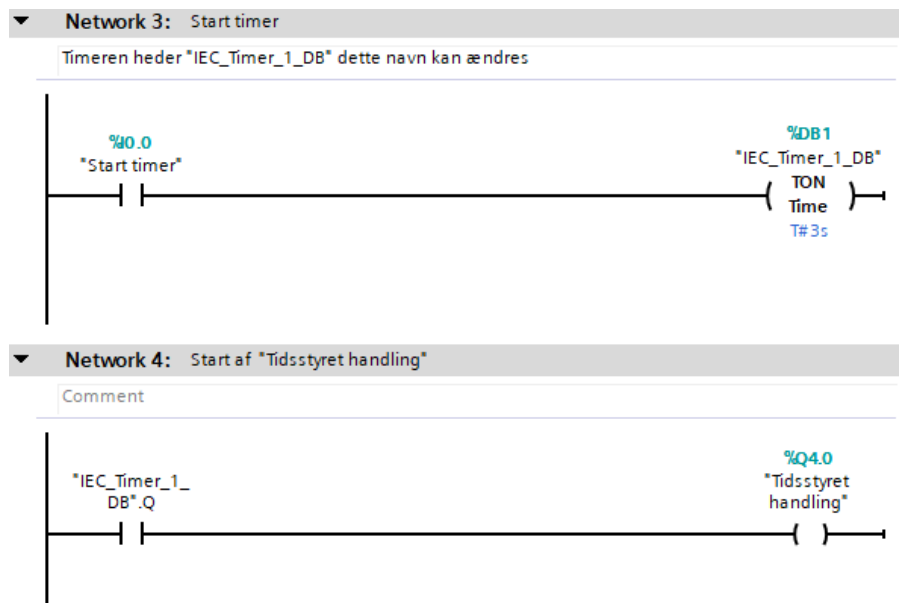 Network 3: Start timer
Timeren heder "IEC_Timer_1_DB" dette navn kan ændres
%I0.0
"Start timer"
%DB1
"IEC_Timer_1_DB"
TON
Time
T#3s
Network 4: Start af "Tidsstyret handling"
Comment
"IEC_Timer_1_
DB".Q
%Q4.0
"Tidsstyret
handling"